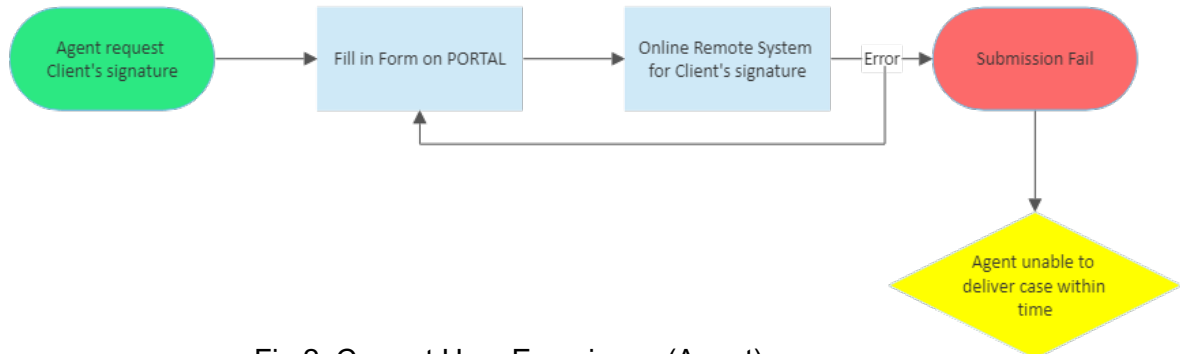 Agent request
Client's signature
Fill in Form on PORTAL
Online Remote System
for Client's signature
Error
Submission Fail
Agent unable to
deliver case within
time
Fig Current User Experience (Agent)